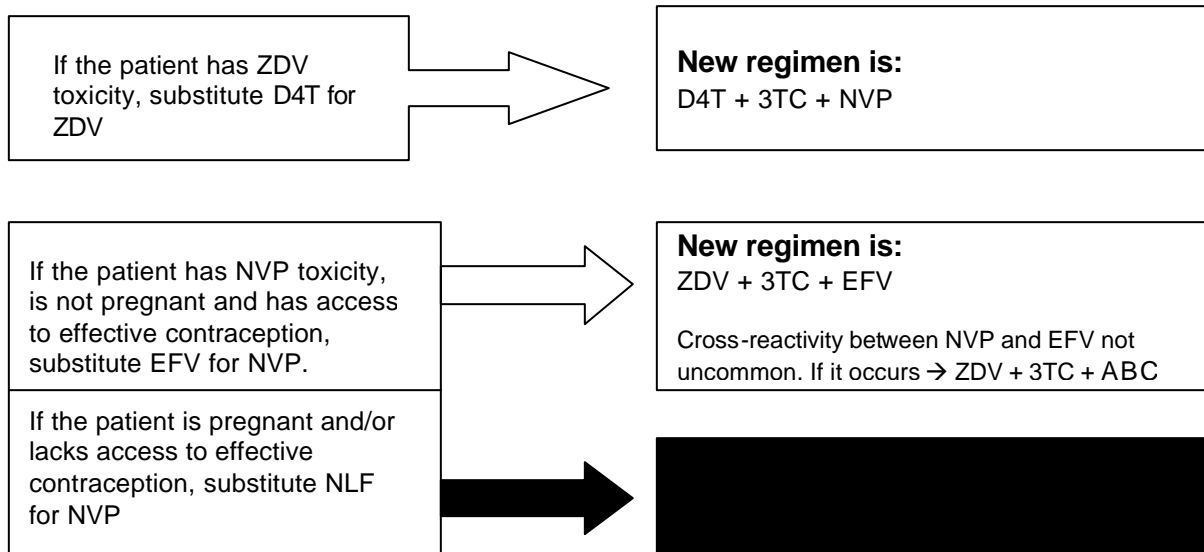 If the patient has ZDV
toxicity, substitute D4T for
ZDV
New regimen is:
D4T + 3TC + NVP
If the patient has NVP toxicity,
is not pregnant and has access
to effective contraception,
substitute EFV for NVP.
New regimen is:
ZDV + 3TC + EFV
Cross-reactivity between NVP and EFV not
uncommon. If it occurs → ZDV + 3TC + ABC
If the patient is pregnant and/or
lacks access to effective
contraception, substitute NLF
for NVP